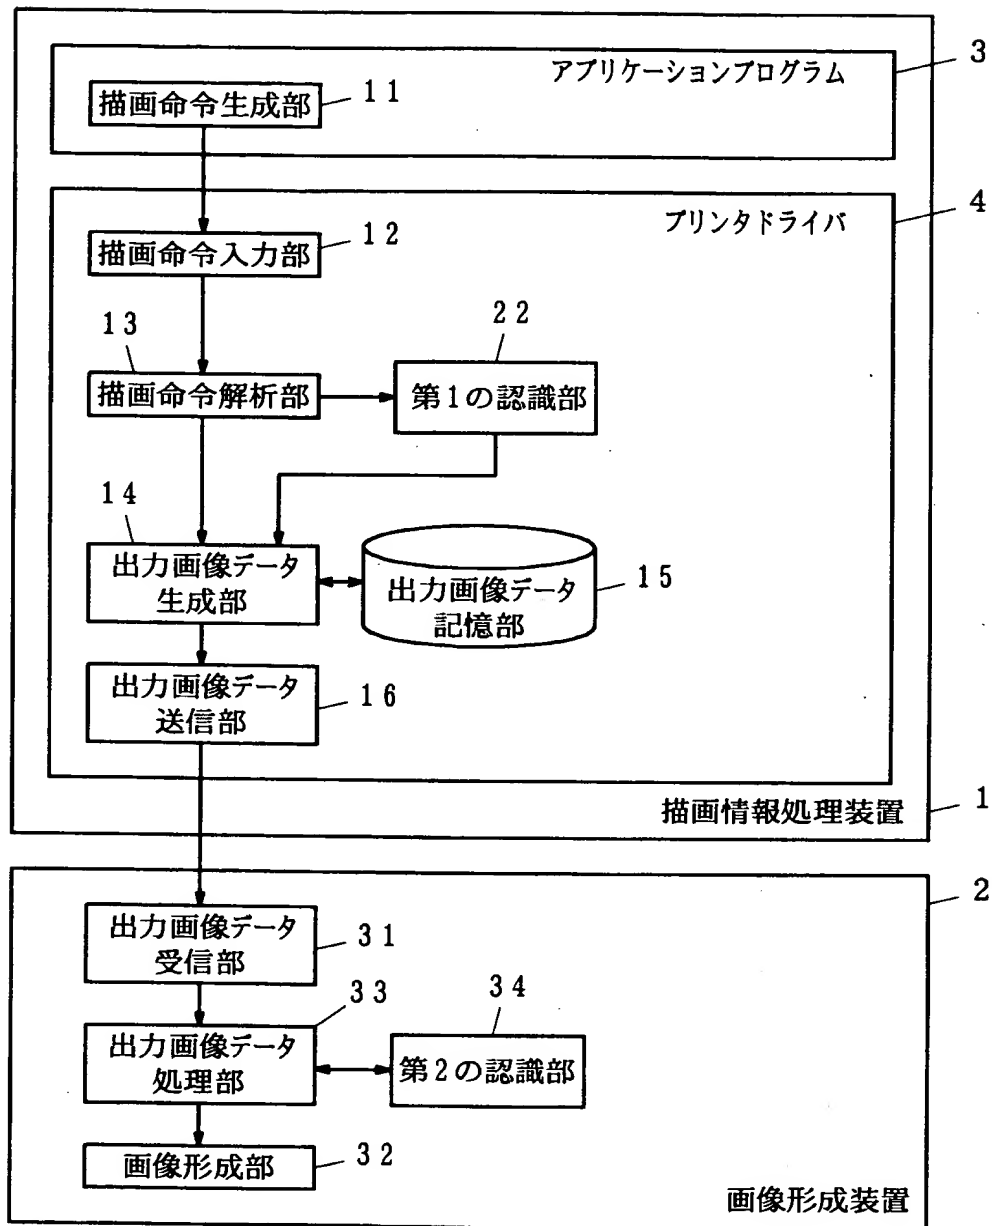 アプリケーションプログラム
3
描画命令生成部
11
プリンタドライバ
4
描画命令入力部
12
13
22
描画命令解析部
第1の認識部
14
出力画像データ
生成部
出力画像データ
記憶部
15
出力画像データ
送信部
16
描画情報処理装置
1
2
出力画像データ
受信部
31
33
34
出力画像データ
処理部
第2の認識部
画像形成部
32
画像形成装置